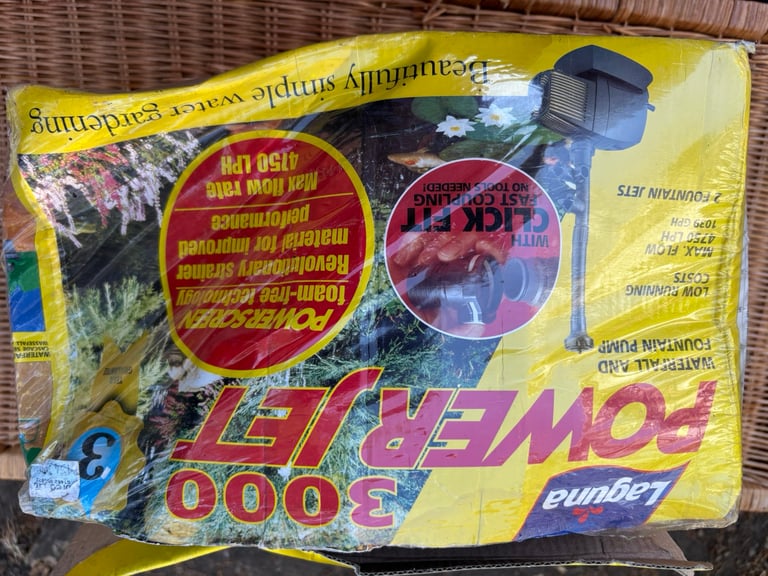 Laguna
POWERJET
3000
WATERFALL AND
FOUNTAIN PUMP
LOW RUNNING
COSTS
MAX. FLOW
4750 LPH
1039 GPH
2 FOUNTAIN JETS
WITH
CLICK FIT
FAST COUPLING
NO TOOLS NEEDED!
POWERSCREEN
foam-free technology
Revolutionary strainer
material for improved
performance
Max flow rate
4750 LPH
3
Beautifully simple water gardening